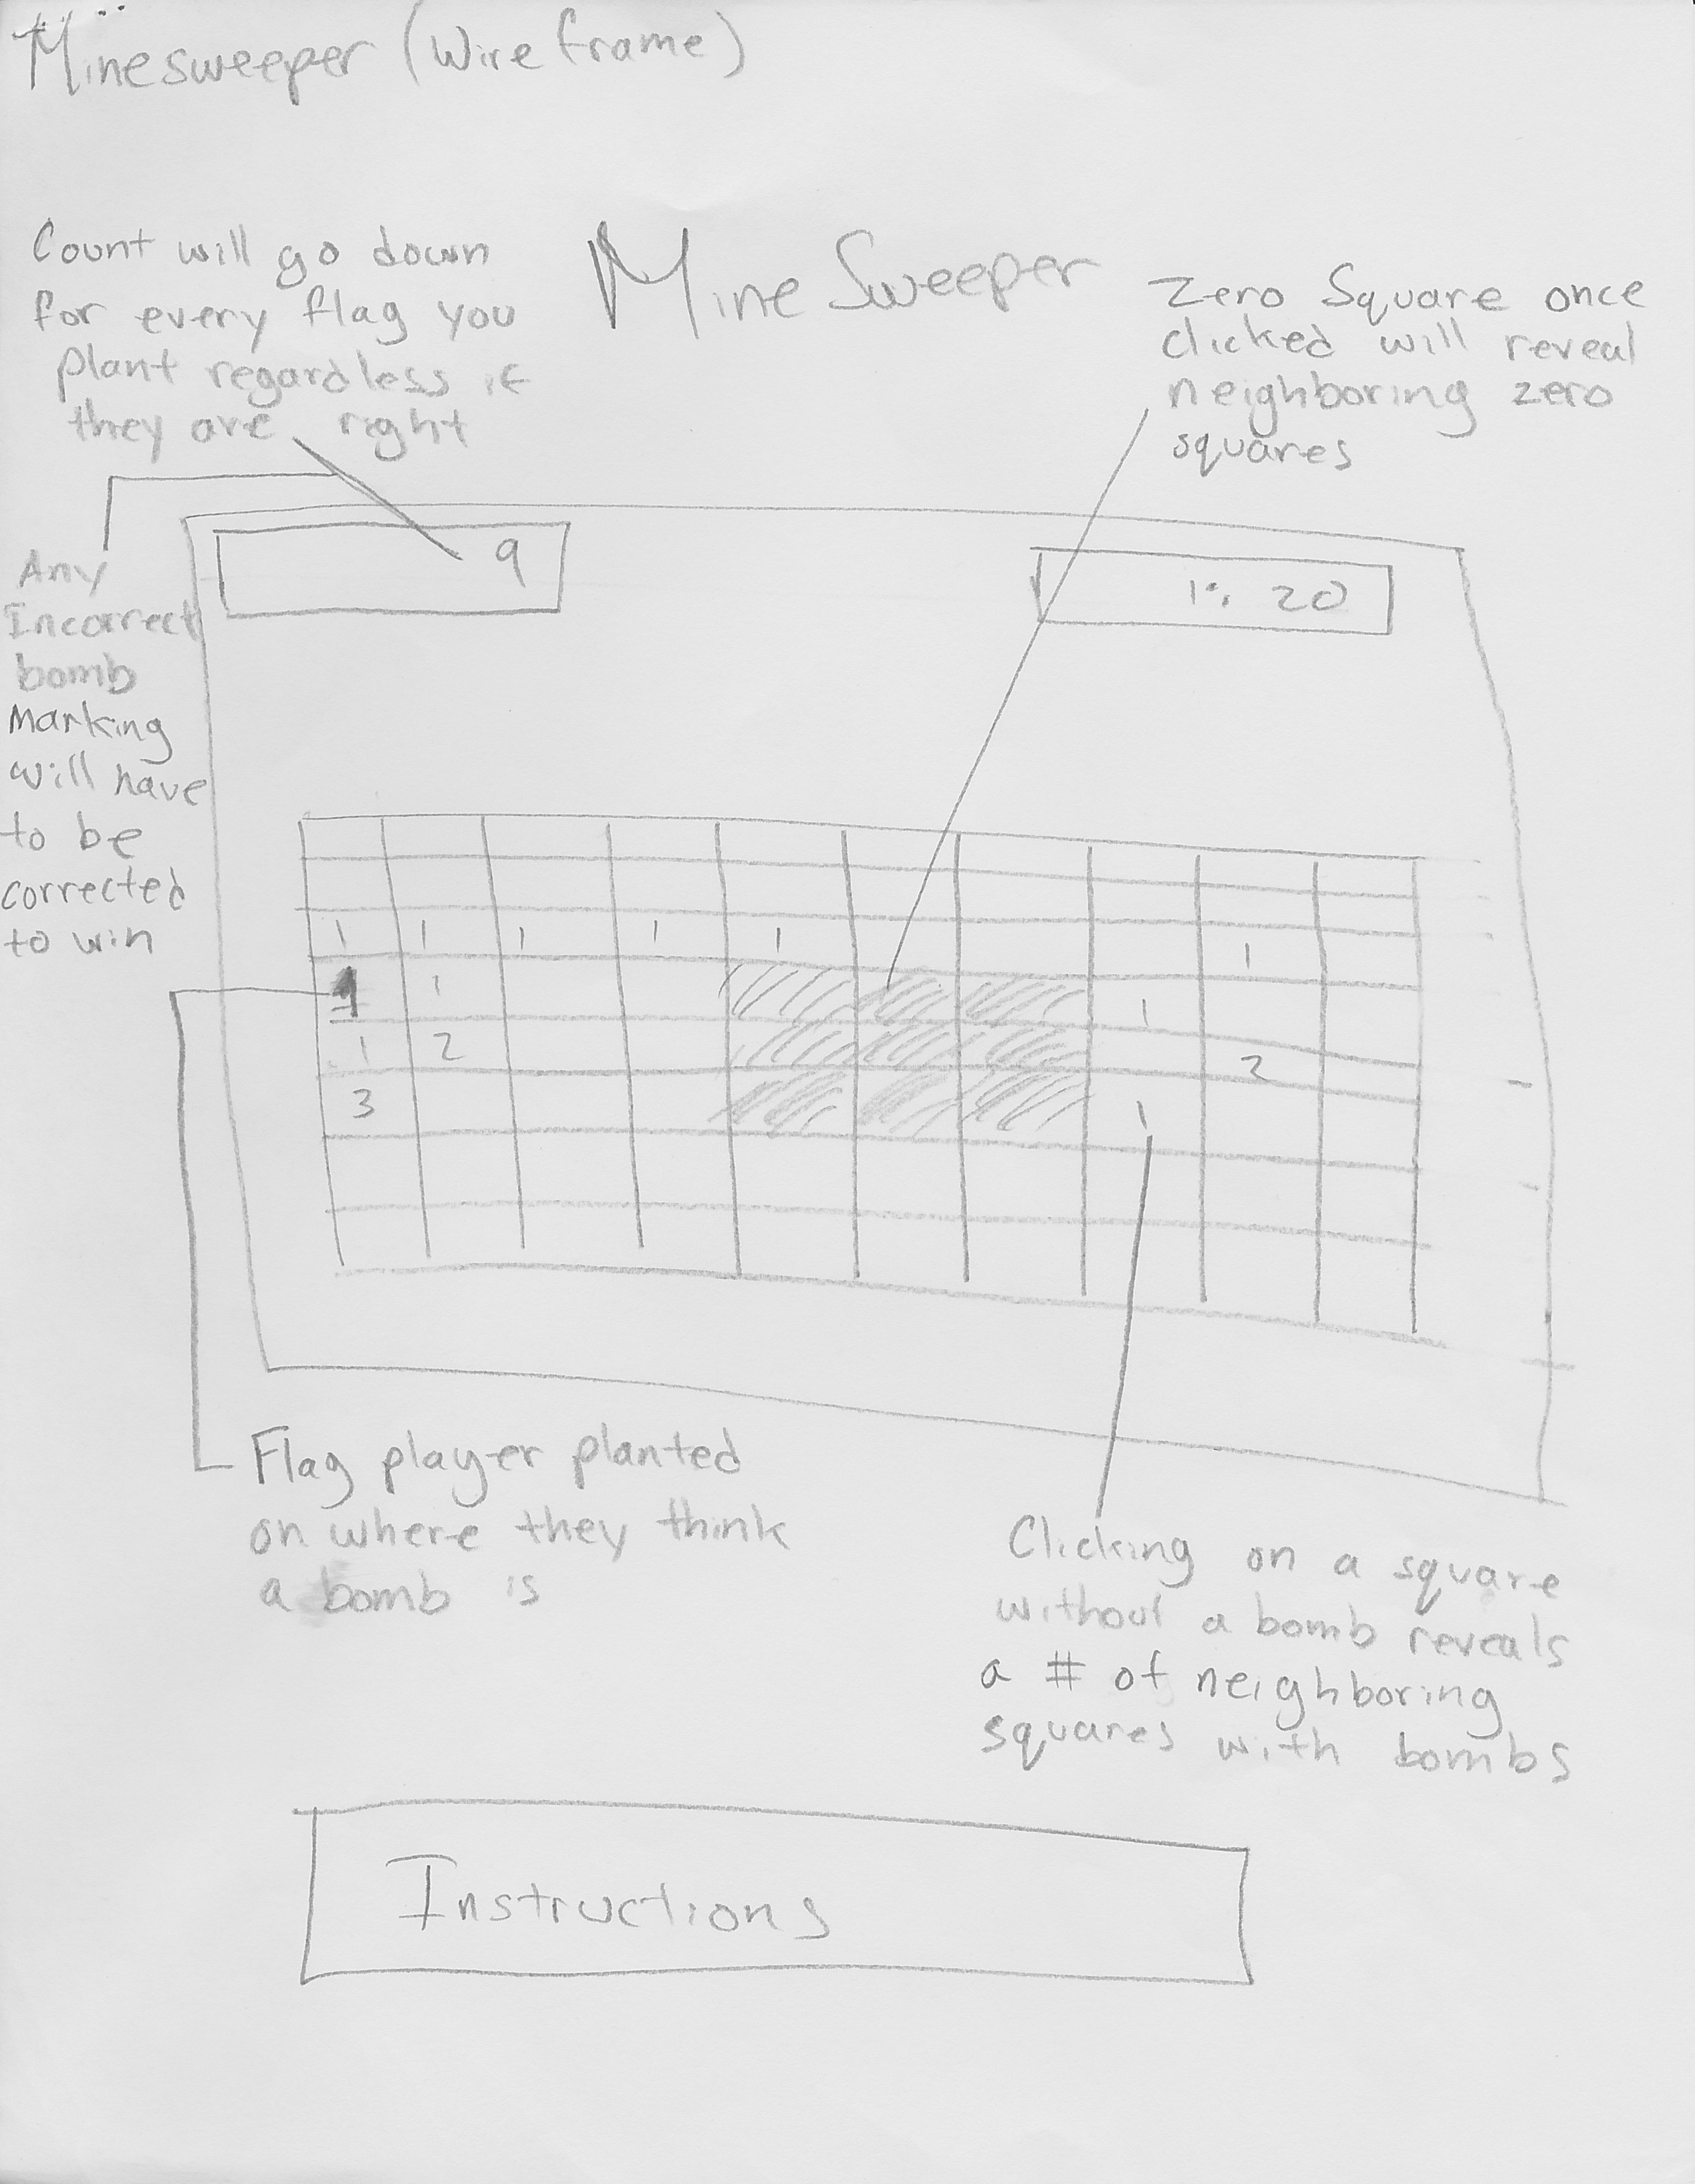 Minesweeper (Wireframe)
Mine Sweeper
Count will go down
for every flag you
plant regardless if
they are right
Zero Square once
clicked will reveal
neighboring zero
squares
Any
Incorrect
bomb
Marking
will have
to be
corrected
to win
9
1: 20
1 1 1 1 1 1
1 1
1 2 2
3 1
Flag player planted
on where they think
a bomb is
Clicking on a square
without a bomb reveals
a # of neighboring
squares with bombs
Instructions